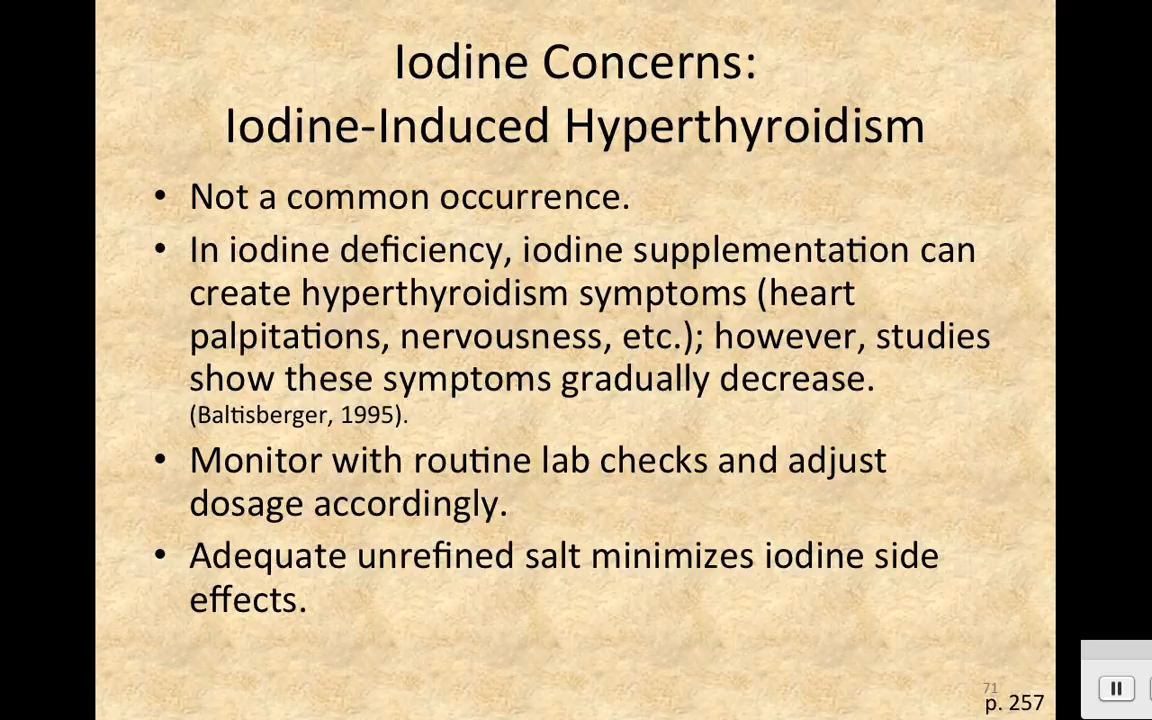 Iodine Concerns:
Iodine-Induced Hyperthyroidism
• Not a common occurrence.
• In iodine deficiency, iodine supplementation can
create hyperthyroidism symptoms (heart
palpitations, nervousness, etc.); however, studies
show these symptoms gradually decrease.
(Baltisberger, 1995).
• Monitor with routine lab checks and adjust
dosage accordingly.
• Adequate unrefined salt minimizes iodine side
effects.
71
p. 257